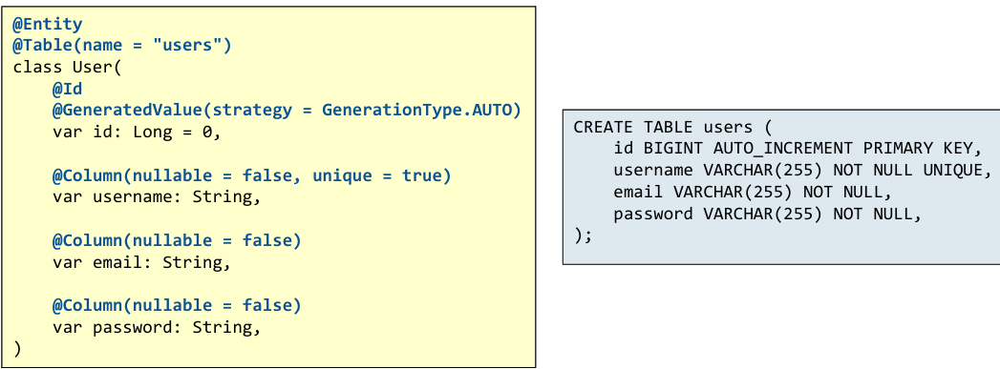 @Entity
@Table(name = "users")
class User(
    @Id
    @GeneratedValue(strategy = GenerationType.AUTO)
    var id: Long = 0,

    @Column(nullable = false, unique = true)
    var username: String,

    @Column(nullable = false)
    var email: String,

    @Column(nullable = false)
    var password: String,
)
CREATE TABLE users (
    id BIGINT AUTO_INCREMENT PRIMARY KEY,
    username VARCHAR(255) NOT NULL UNIQUE,
    email VARCHAR(255) NOT NULL,
    password VARCHAR(255) NOT NULL,
);